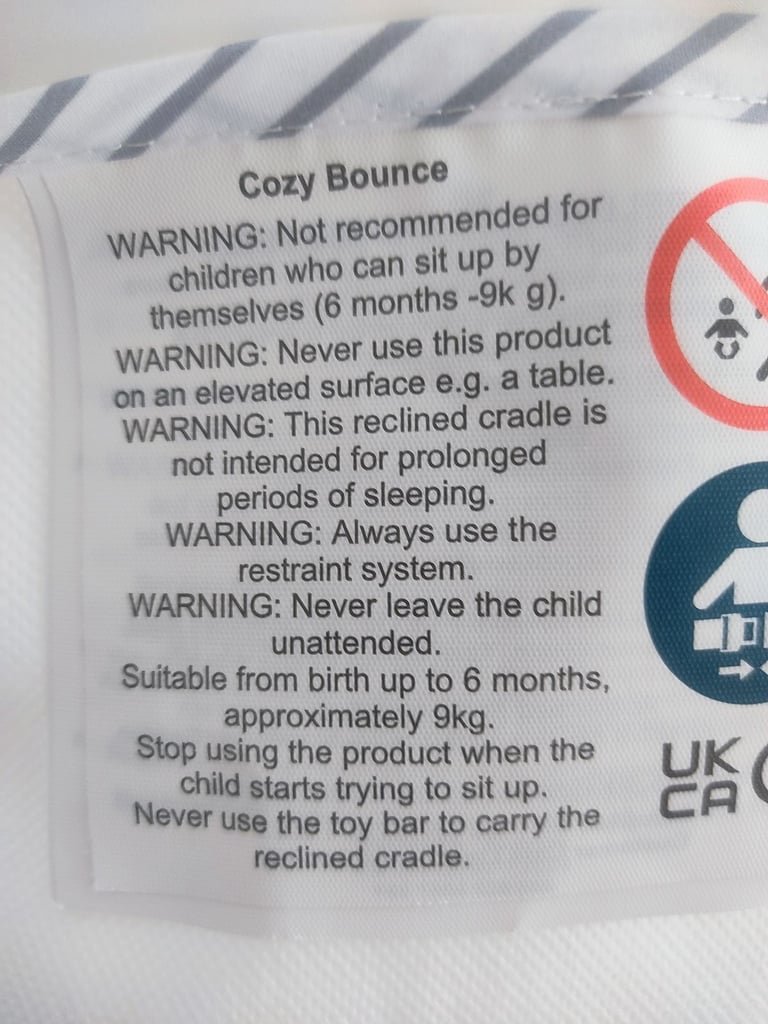 Cozy Bounce
WARNING: Not recommended for
children who can sit up by
themselves (6 months -9k g).
WARNING: Never use this product
on an elevated surface e.g. a table.
WARNING: This reclined cradle is
not intended for prolonged
periods of sleeping.
WARNING: Always use the
restraint system.
WARNING: Never leave the child
unattended.
Suitable from birth up to 6 months,
approximately 9kg.
Stop using the product when the
child starts trying to sit up.
Never use the toy bar to carry the
reclined cradle.
UK
CA